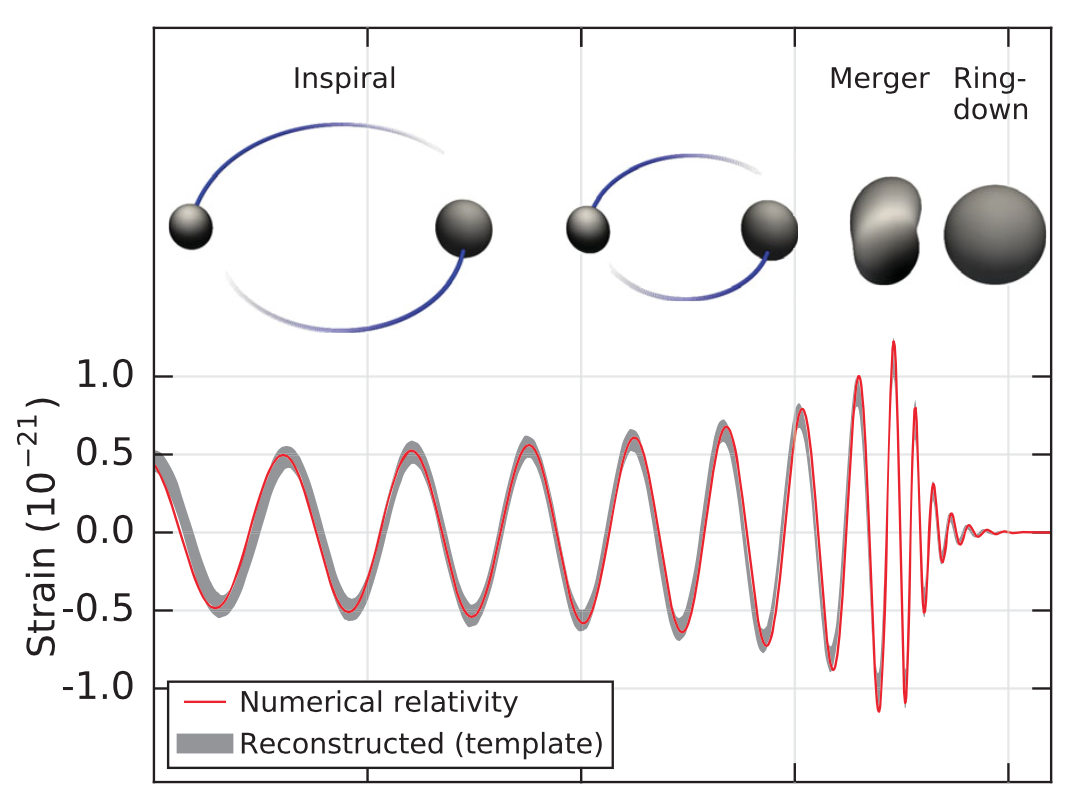 Inspiral
Merger
Ring-
down
Strain (10⁻²¹)
1.0
0.5
0.0
-0.5
-1.0
Numerical relativity
Reconstructed (template)